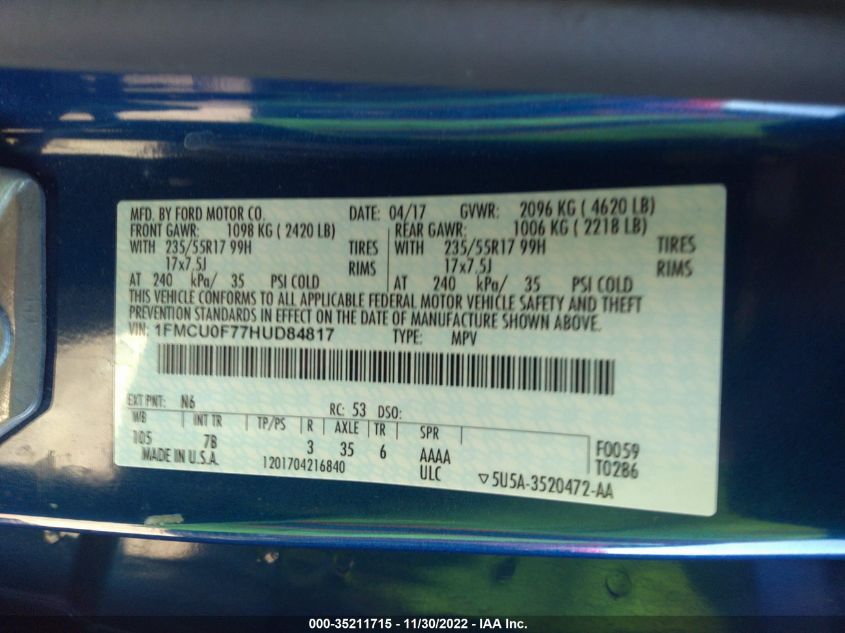 MFD. BY FORD MOTOR CO. DATE: 04/17 GVWR: 2096 KG ( 4620 LB)
FRONT GAWR: 1098 KG ( 2420 LB) REAR GAWR: 1006 KG ( 2218 LB)
WITH 235/55R17 99H TIRES WITH 235/55R17 99H TIRES
17x7.5J RIMS 17x7.5J RIMS
AT 240 kPa/ 35 PSI COLD AT 240 kPa/ 35 PSI COLD
THIS VEHICLE CONFORMS TO ALL APPLICABLE FEDERAL MOTOR VEHICLE SAFETY AND THEFT
PREVENTION STANDARDS IN EFFECT ON THE DATE OF MANUFACTURE SHOWN ABOVE.
VIN: 1FMCU0F77HUD84817 TYPE: MPV
EXT PNT: N6 RC: 53 DSO:
WB INT TR TP/PS R AXLE TR SPR
105 7B 3 35 6 AAAA F0059
MADE IN U.S.A. 1201704216840 ULC ▽5U5A-3520472-AA T0286
000-35211715 - 11/30/2022 - IAA Inc.